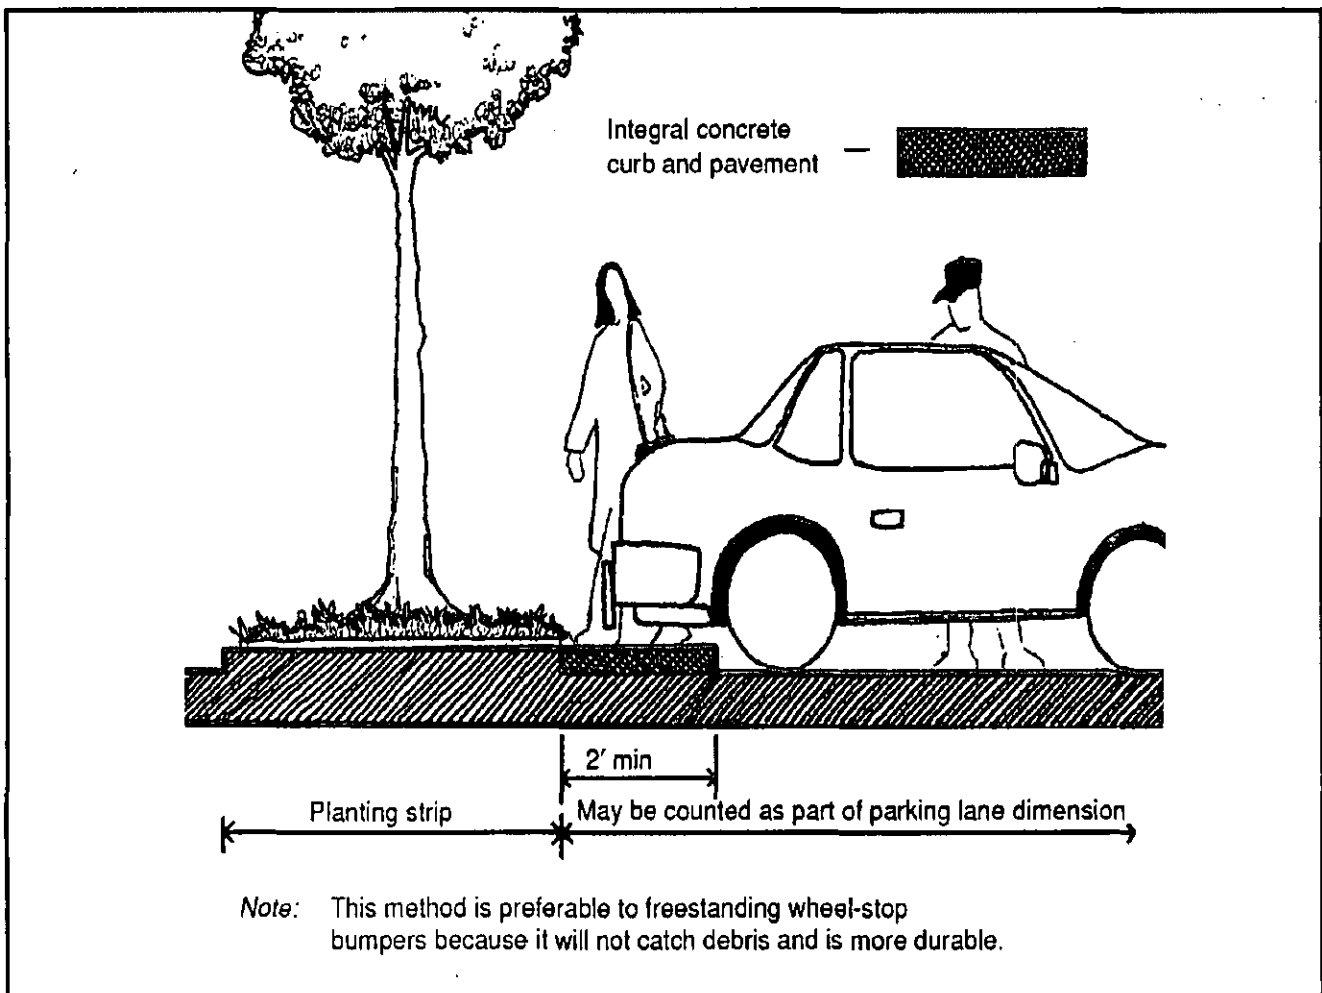 Integral concrete
curb and pavement —
2' min
Planting strip
May be counted as part of parking lane dimension
Note: This method is preferable to freestanding wheel-stop
bumpers because it will not catch debris and is more durable.